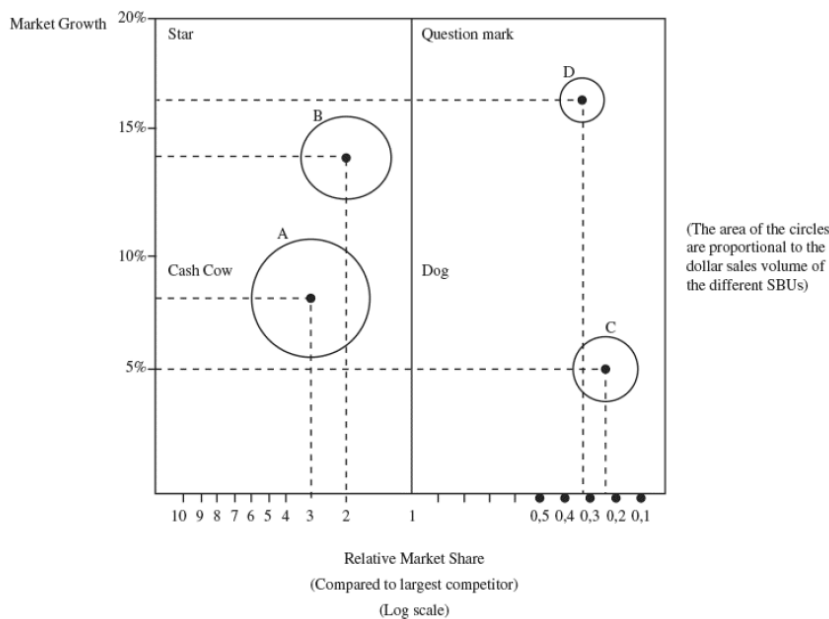 Market Growth
20%
Star
Question mark
D
15%
B
A
10%
Cash Cow
Dog
(The area of the circles
are proportional to the
dollar sales volume of
the different SBUs)
C
5%
10 9 8 7 6 5 4 3 2 1 0,5 0,4 0,3 0,2 0,1
Relative Market Share
(Compared to largest competitor)
(Log scale)